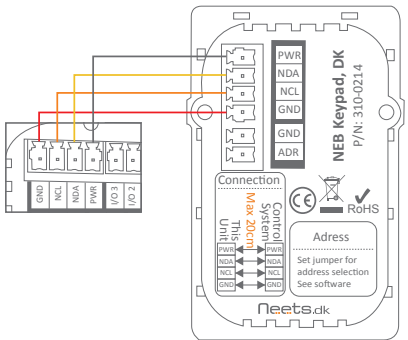 PWR
NDA
NCL
GND
GND
ADR
NEB Keypad, DK
P/N: 310-0214
Connection
Control
System
Max 20cm
This
Unit
PWR PWR
NDA NDA
NCL NCL
GND GND
CE
RoHS
Adress
Set jumper for
address selection
See software
Neets.dk
GND
NCL
NDA
PWR
I/O 3
I/O 2